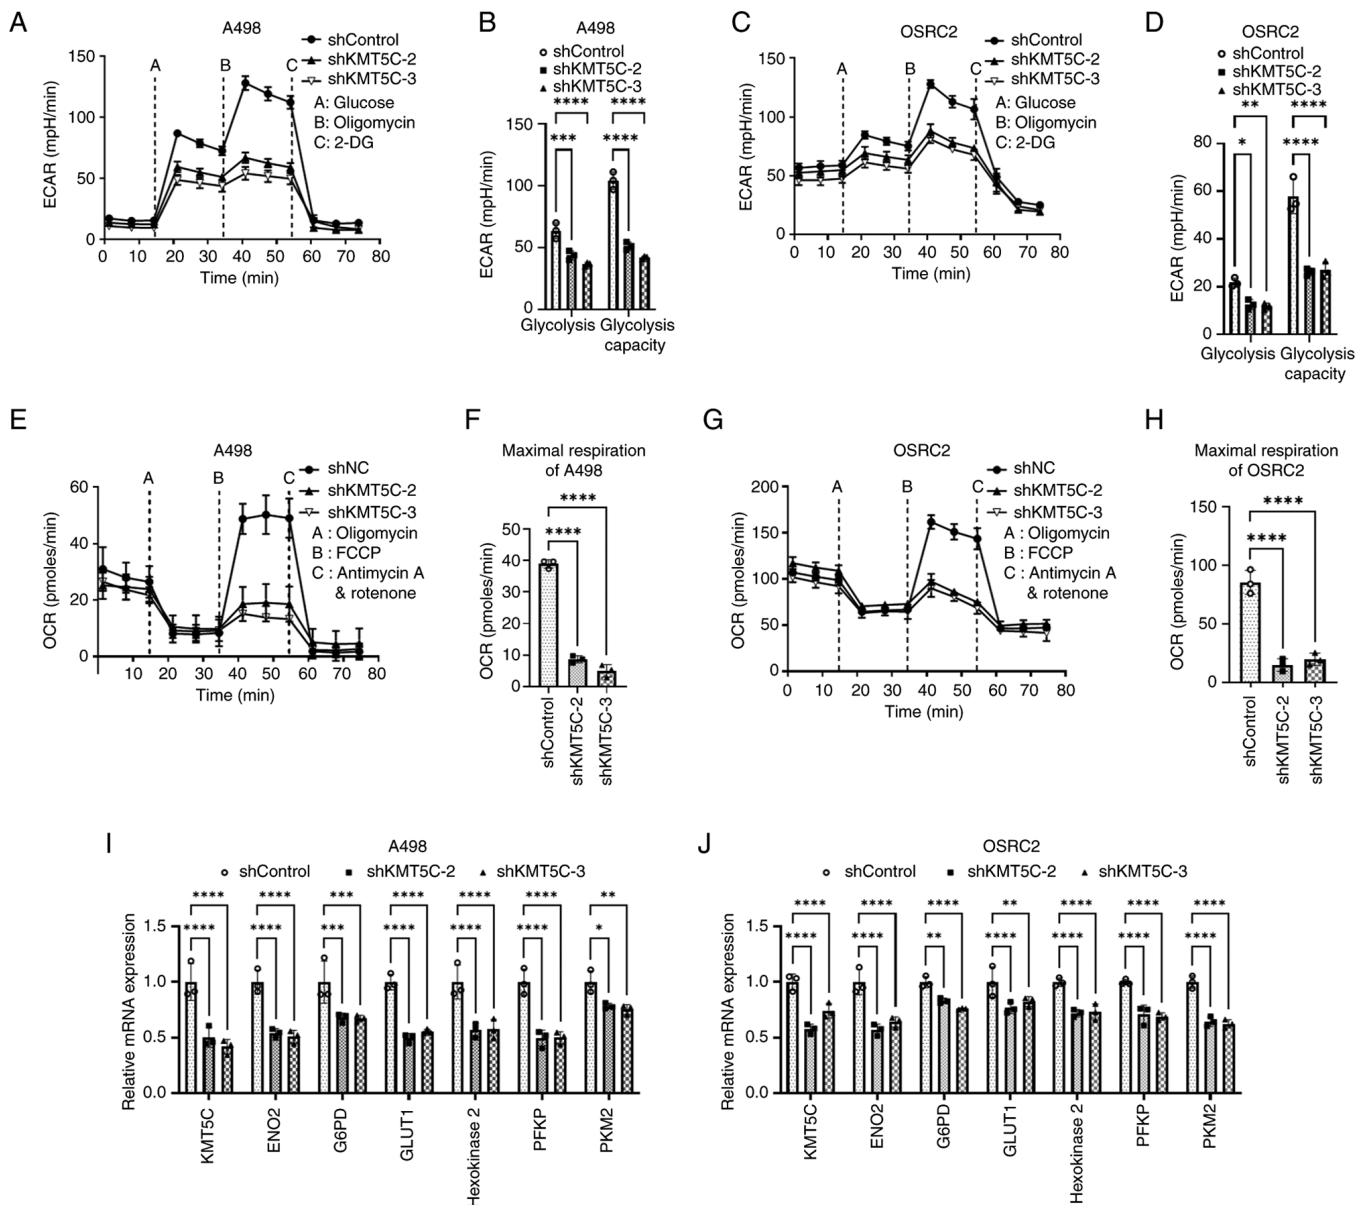 A
A498
shControl
shKMT5C-2
shKMT5C-3
A: Glucose
B: Oligomycin
C: 2-DG
A
B
C
ECAR (mpH/min)
150
100
50
0
0 10 20 30 40 50 60 70 80
Time (min)
B
A498
shControl
shKMT5C-2
shKMT5C-3
**** ****
*** ****
ECAR (mpH/min)
150
100
50
0
Glycolysis
Glycolysis
capacity
C
OSRC2
shControl
shKMT5C-2
shKMT5C-3
A: Glucose
B: Oligomycin
C: 2-DG
A
B
C
ECAR (mpH/min)
150
100
50
0
0 10 20 30 40 50 60 70 80
Time (min)
D
OSRC2
shControl
shKMT5C-2
shKMT5C-3
** ****
* ****
ECAR (mpH/min)
80
60
40
20
0
Glycolysis
Glycolysis
capacity
E
A498
shNC
shKMT5C-2
shKMT5C-3
A : Oligomycin
B : FCCP
C : Antimycin A
& rotenone
A
B
C
OCR (pmoles/min)
60
40
20
0
10 20 30 40 50 60 70 80
Time (min)
F
Maximal respiration
of A498
****
****
OCR (pmoles/min)
50
40
30
20
10
0
shControl
shKMT5C-2
shKMT5C-3
G
OSRC2
shNC
shKMT5C-2
shKMT5C-3
A : Oligomycin
B : FCCP
C : Antimycin A
& rotenone
A
B
C
OCR (pmoles/min)
200
150
100
50
0
0 10 20 30 40 50 60 70 80
Time (min)
H
Maximal respiration
of OSRC2
****
****
OCR (pmoles/min)
150
100
50
0
shControl
shKMT5C-2
shKMT5C-3
I
A498
shControl shKMT5C-2 shKMT5C-3
**** **** *** **** **** **** **
**** **** *** **** **** **** *
Relative mRNA expression
1.5
1.0
0.5
0.0
KMT5C
ENO2
G6PD
GLUT1
Hexokinase 2
PFKP
PKM2
J
OSRC2
shControl shKMT5C-2 shKMT5C-3
**** **** **** ** **** **** ****
**** **** ** **** **** **** ****
Relative mRNA expression
1.5
1.0
0.5
0.0
KMT5C
ENO2
G6PD
GLUT1
Hexokinase 2
PFKP
PKM2